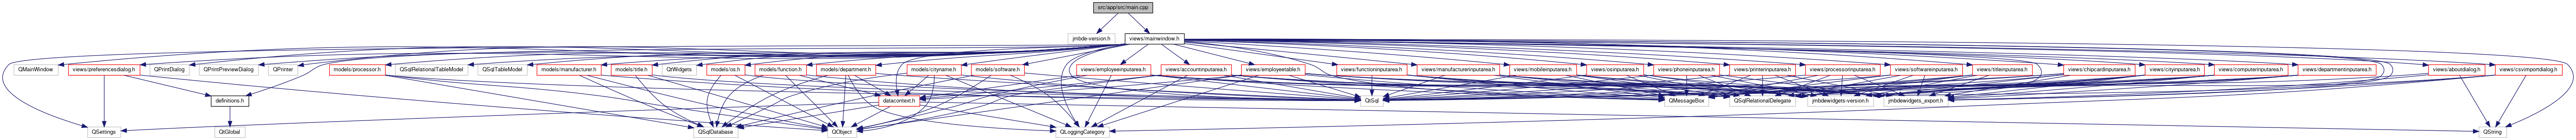 src/app/src/main.cpp
jmbde-version.h
views/mainwindow.h
QMainWindow
views/preferencesdialog.h
QPrintDialog
QPrintPreviewDialog
QPrinter
models/processor.h
QSqlRelationalTableModel
QSqlTableModel
models/manufacturer.h
models/title.h
QtWidgets
models/os.h
models/function.h
models/department.h
models/cityname.h
models/software.h
views/employeeinputarea.h
views/accountinputarea.h
views/employeetable.h
views/functioninputarea.h
views/manufacturerinputarea.h
views/mobileinputarea.h
views/osinputarea.h
views/phoneinputarea.h
views/printerinputarea.h
views/processorinputarea.h
views/softwareinputarea.h
views/titleinputarea.h
views/chipcardinputarea.h
views/cityinputarea.h
views/computerinputarea.h
views/departmentinputarea.h
views/aboutdialog.h
views/csvimportdialog.h
definitions.h
datacontext.h
QtSql
QMessageBox
QSqlRelationalDelegate
jmbdewidgets-version.h
jmbdewidgets_export.h
QSettings
QtGlobal
QSqlDatabase
QObject
QLoggingCategory
QString